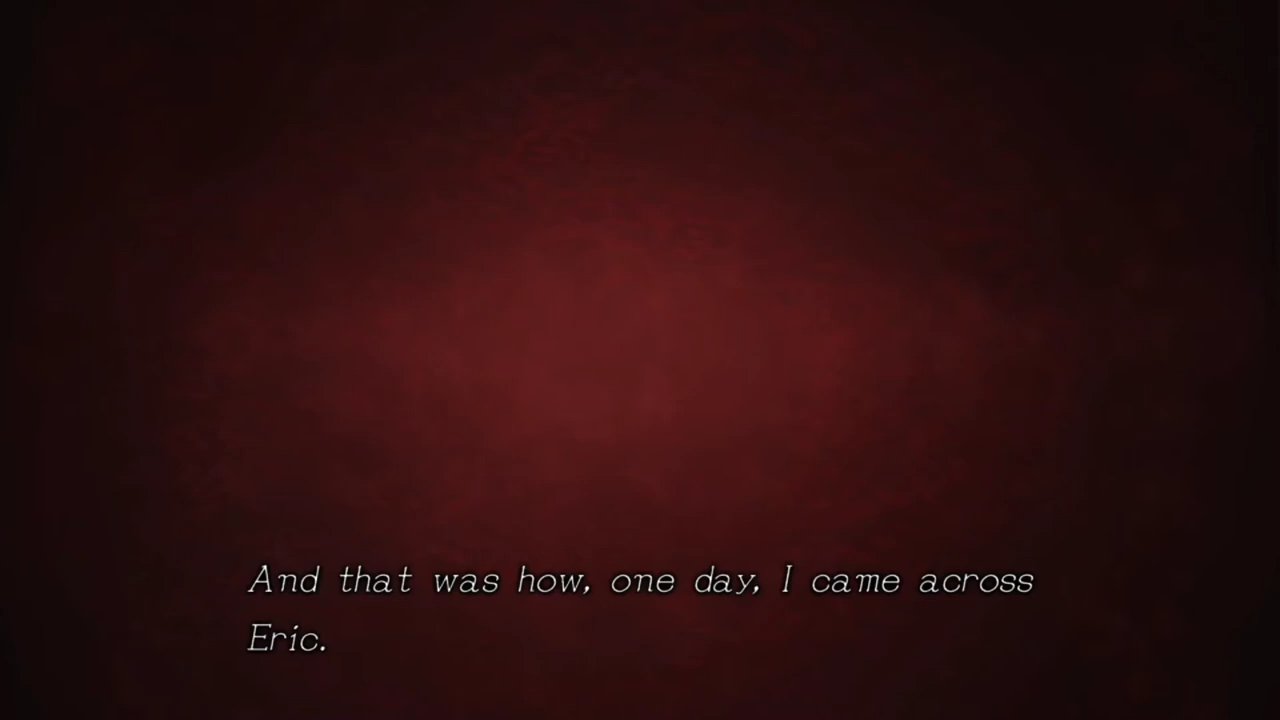 And that was how, one day, I came across
Eric.